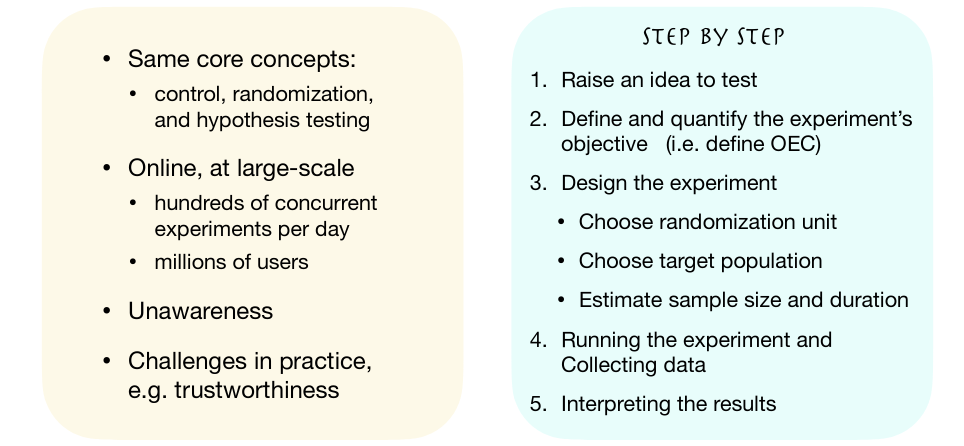 • Same core concepts:
• control, randomization,
and hypothesis testing
• Online, at large-scale
• hundreds of concurrent
experiments per day
• millions of users
• Unawareness
• Challenges in practice,
e.g. trustworthiness
STEP BY STEP
1. Raise an idea to test
2. Define and quantify the experiment's
objective (i.e. define OEC)
3. Design the experiment
• Choose randomization unit
• Choose target population
• Estimate sample size and duration
4. Running the experiment and
Collecting data
5. Interpreting the results